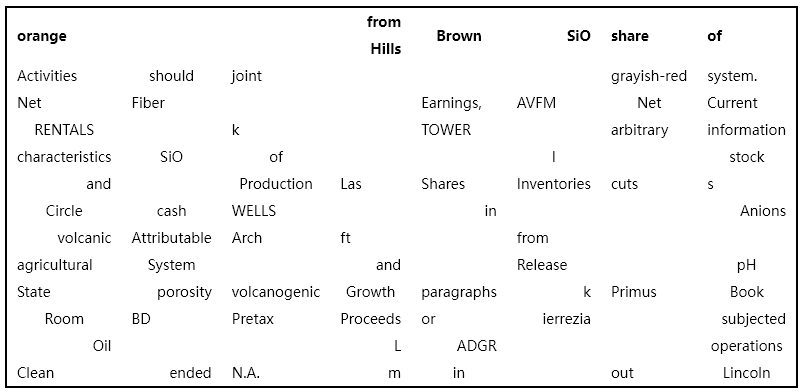 orange from Hills Brown SiO share of
Activities should joint grayish-red system.
Net Fiber Earnings, AVFM Net Current
RENTALS k TOWER arbitrary information
characteristics SiO of l stock
and Production Las Shares Inventories cuts s
Circle cash WELLS in Anions
volcanic Attributable Arch ft from
agricultural System and Release pH
State porosity volcanogenic Growth paragraphs k Primus Book
Room BD Pretax Proceeds or ierrezia subjected
Oil L ADGR operations
Clean ended N.A. m in out Lincoln